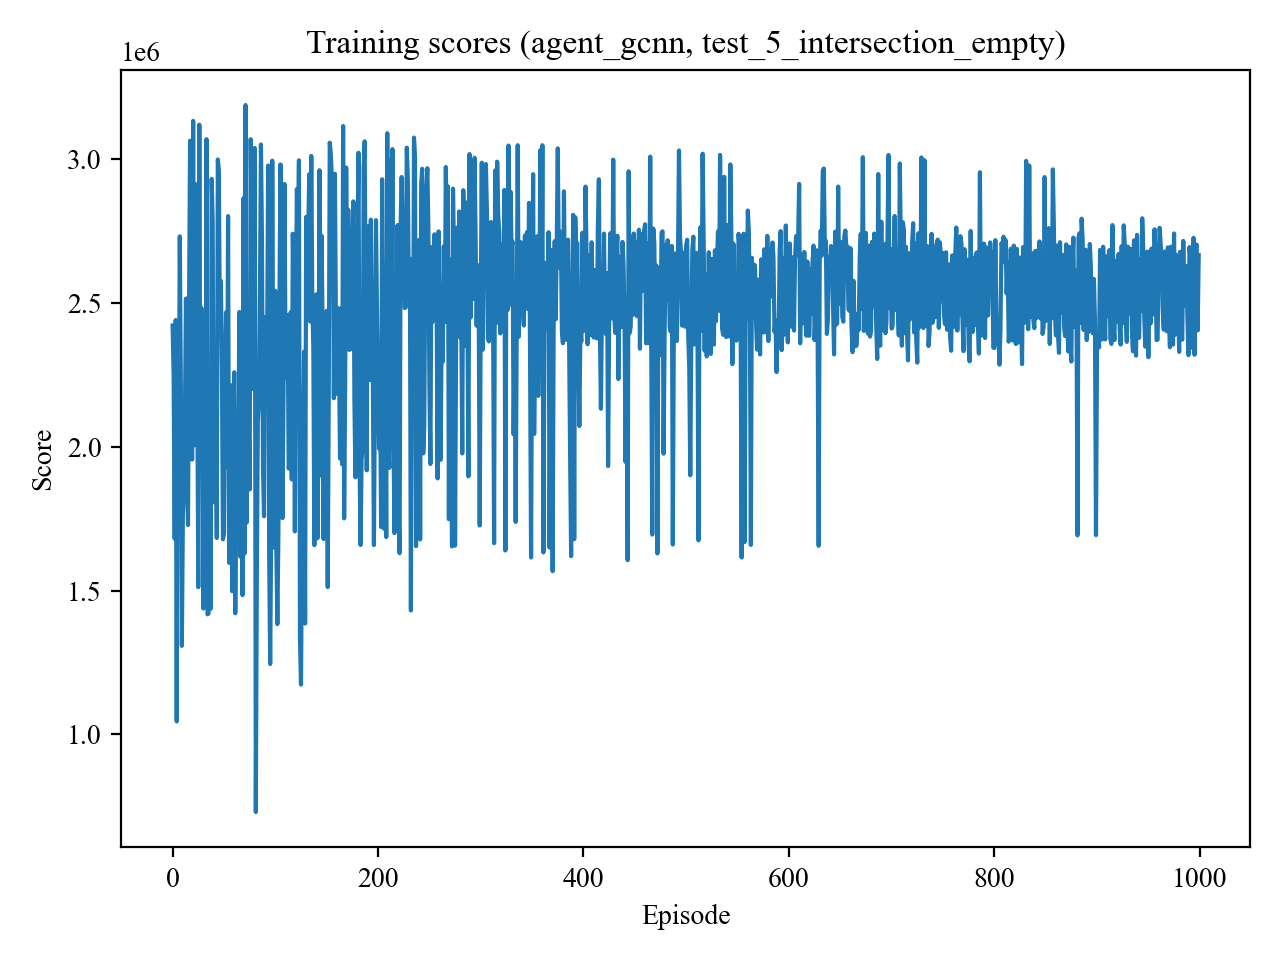 Training scores (agent_gcnn, test_5_intersection_empty)
1e6
3.0
2.5
2.0
1.5
1.0
Score
0 200 400 600 800 1000
Episode